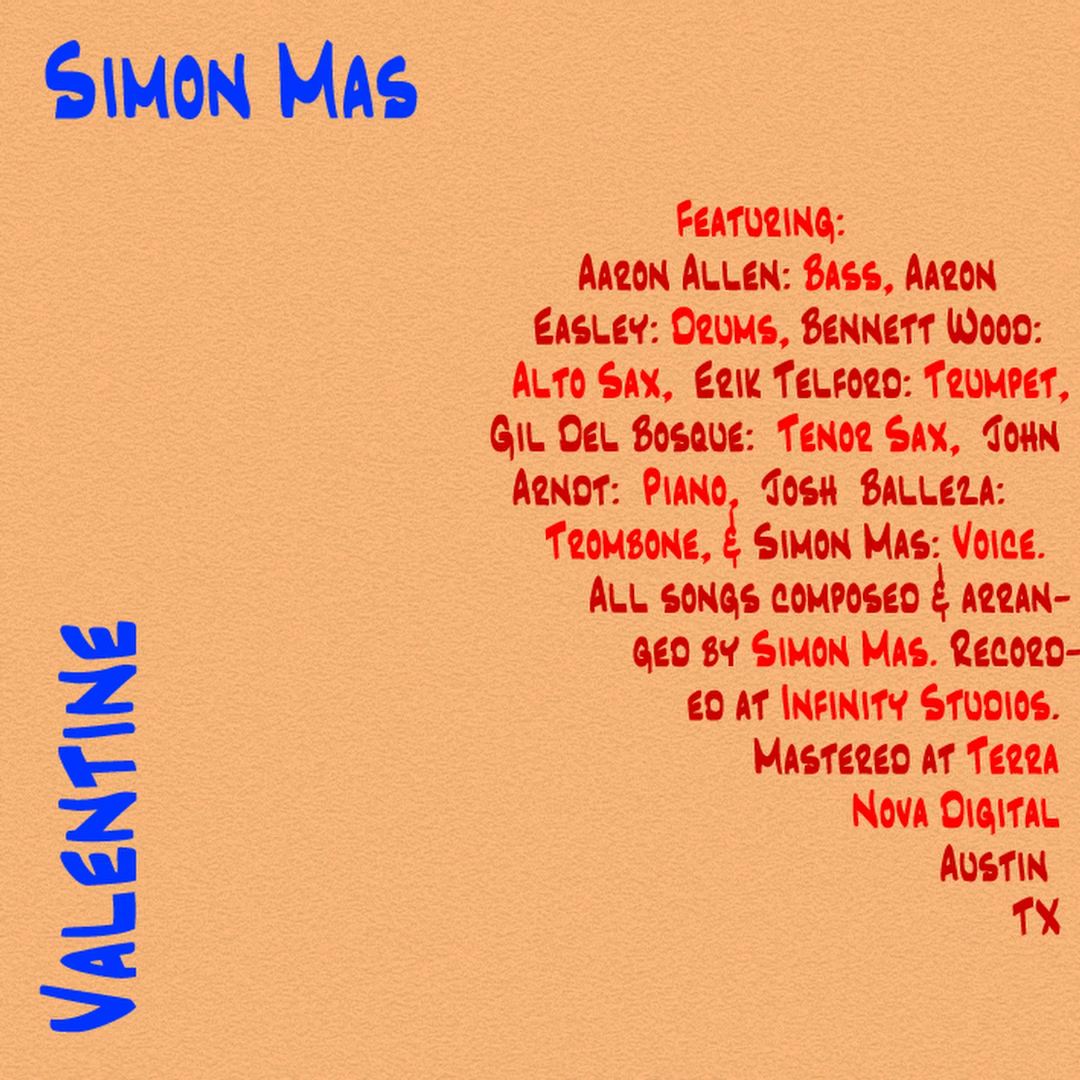 Simon Mas
Featuring:
Aaron Allen: Bass, Aaron
Easley: Drums, Bennett Wood:
Alto Sax, Erik Telford: Trumpet,
Gil Del Bosque: Tenor Sax, John
Arndt: Piano, Josh Balleza:
Trombone, & Simon Mas: Voice.
All songs composed & arran-
ged by Simon Mas. Record-
ed at Infinity Studios.
Mastered at Terra
Nova Digital
Austin
TX
Valentine